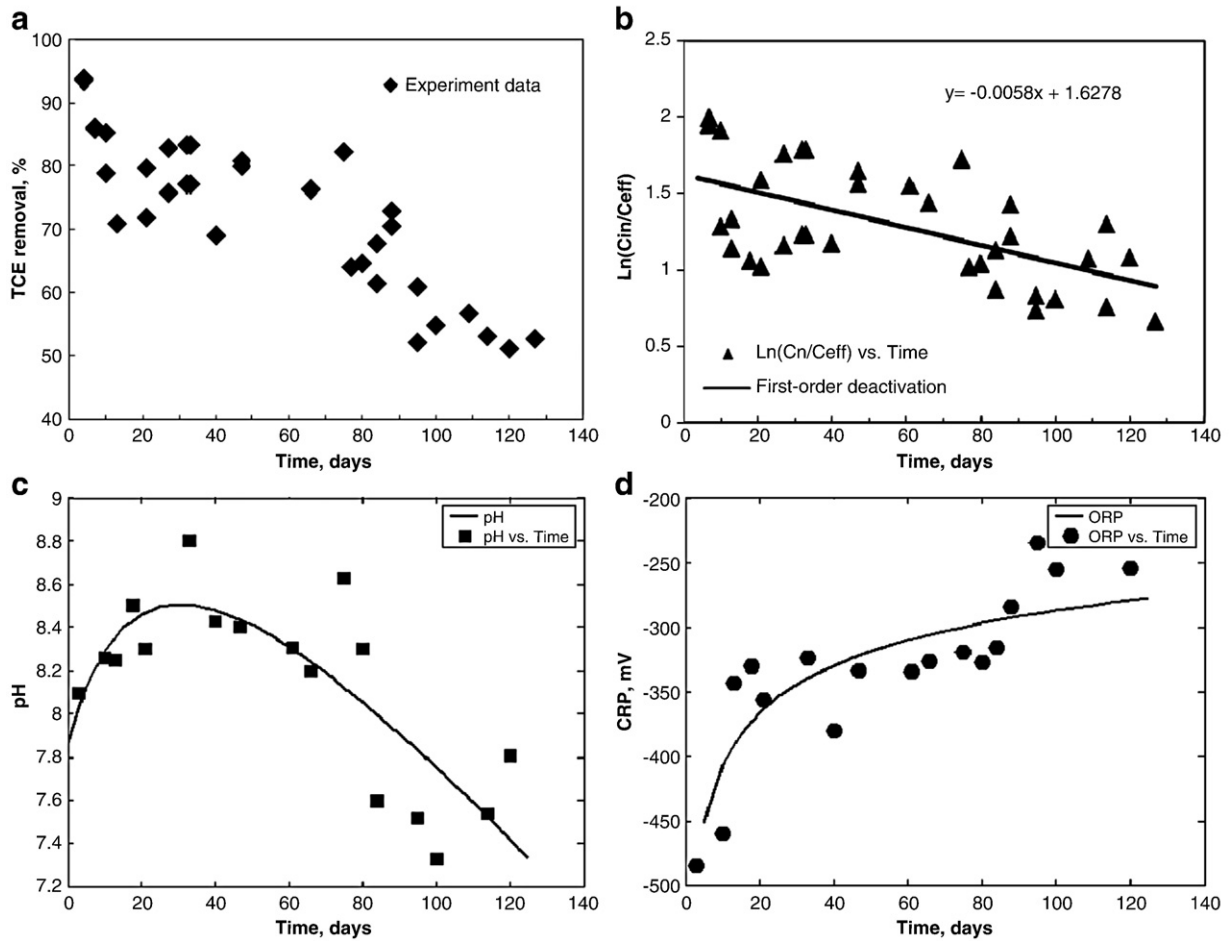 a
100
90
80
70
60
50
40
TCE removal, %
Experiment data
0 20 40 60 80 100 120 140
Time, days
b
2.5
2
1.5
1
0.5
0
Ln(Cin/Ceff)
y= -0.0058x + 1.6278
Ln(Cn/Ceff) vs. Time
First-order deactivation
0 20 40 60 80 100 120 140
Time, days
c
9
8.8
8.6
8.4
8.2
8
7.8
7.6
7.4
7.2
pH
pH
pH vs. Time
0 20 40 60 80 100 120 140
Time, days
d
-200
-250
-300
-350
-400
-450
-500
CRP, mV
ORP
ORP vs. Time
0 20 40 60 80 100 120 140
Time, days